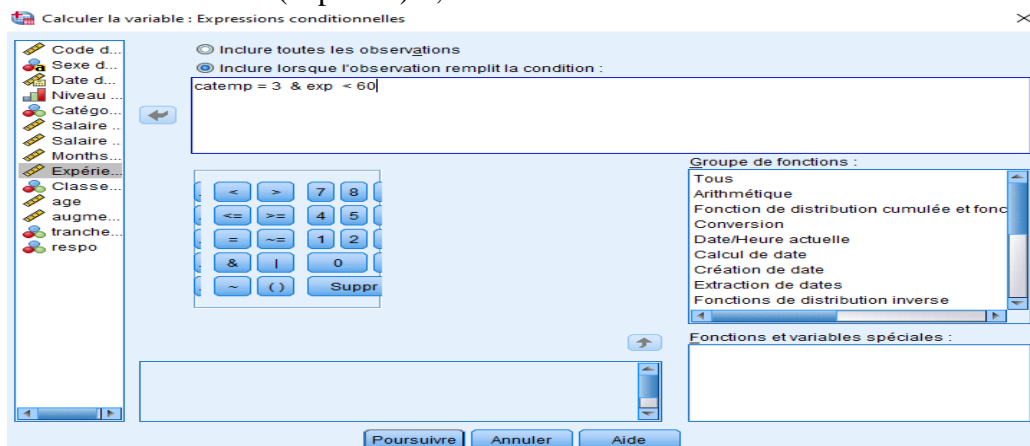 Calculer la variable : Expressions conditionnelles
Code d...
Sexe d...
Date d...
Niveau ...
Catégo...
Salaire ...
Salaire ...
Months...
Expérie...
Classe...
age
augme...
tranche...
respo
Inclure toutes les observations
Inclure lorsque l'observation remplit la condition :
catemp = 3 & exp < 60
< > 7 8
<= >= 4 5
= ~= 1 2
& | 0
~ () Suppr
Groupe de fonctions :
Tous
Arithmétique
Fonction de distribution cumulée et fonc
Conversion
Date/Heure actuelle
Calcul de date
Création de date
Extraction de dates
Fonctions de distribution inverse
Fonctions et variables spéciales :
Poursuivre Annuler Aide